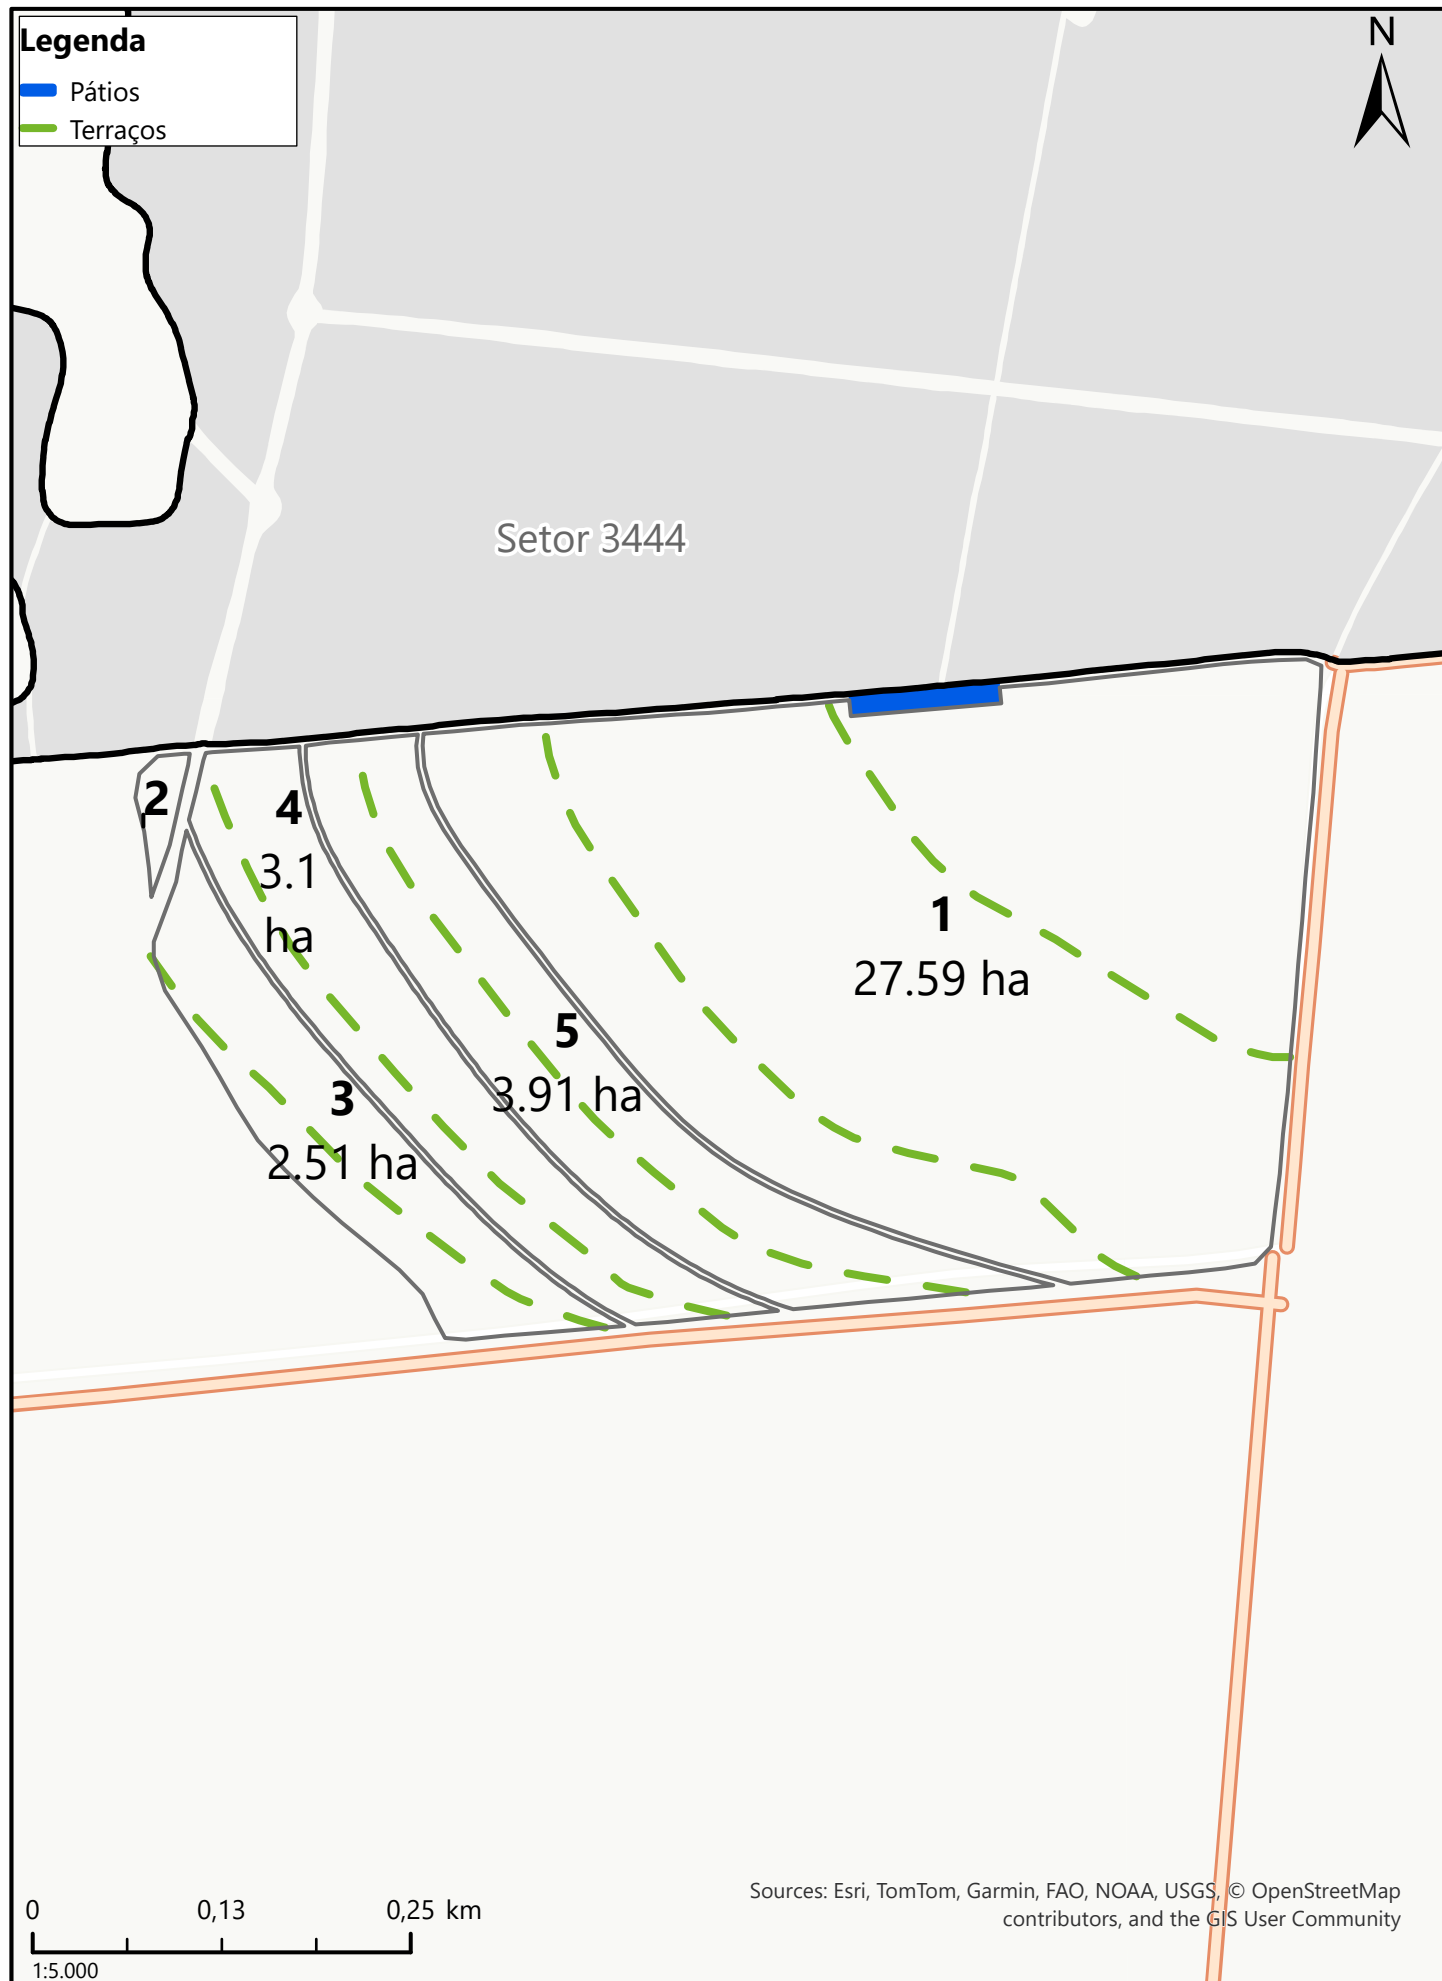 Legenda
Pátios
Terraços
N
Setor 3444
2
4
3.1
ha
1
27.59 ha
5
3.91 ha
3
2.51 ha
0 0,13 0,25 km
1:5.000
Sources: Esri, TomTom, Garmin, FAO, NOAA, USGS, © OpenStreetMap
contributors, and the GIS User Community